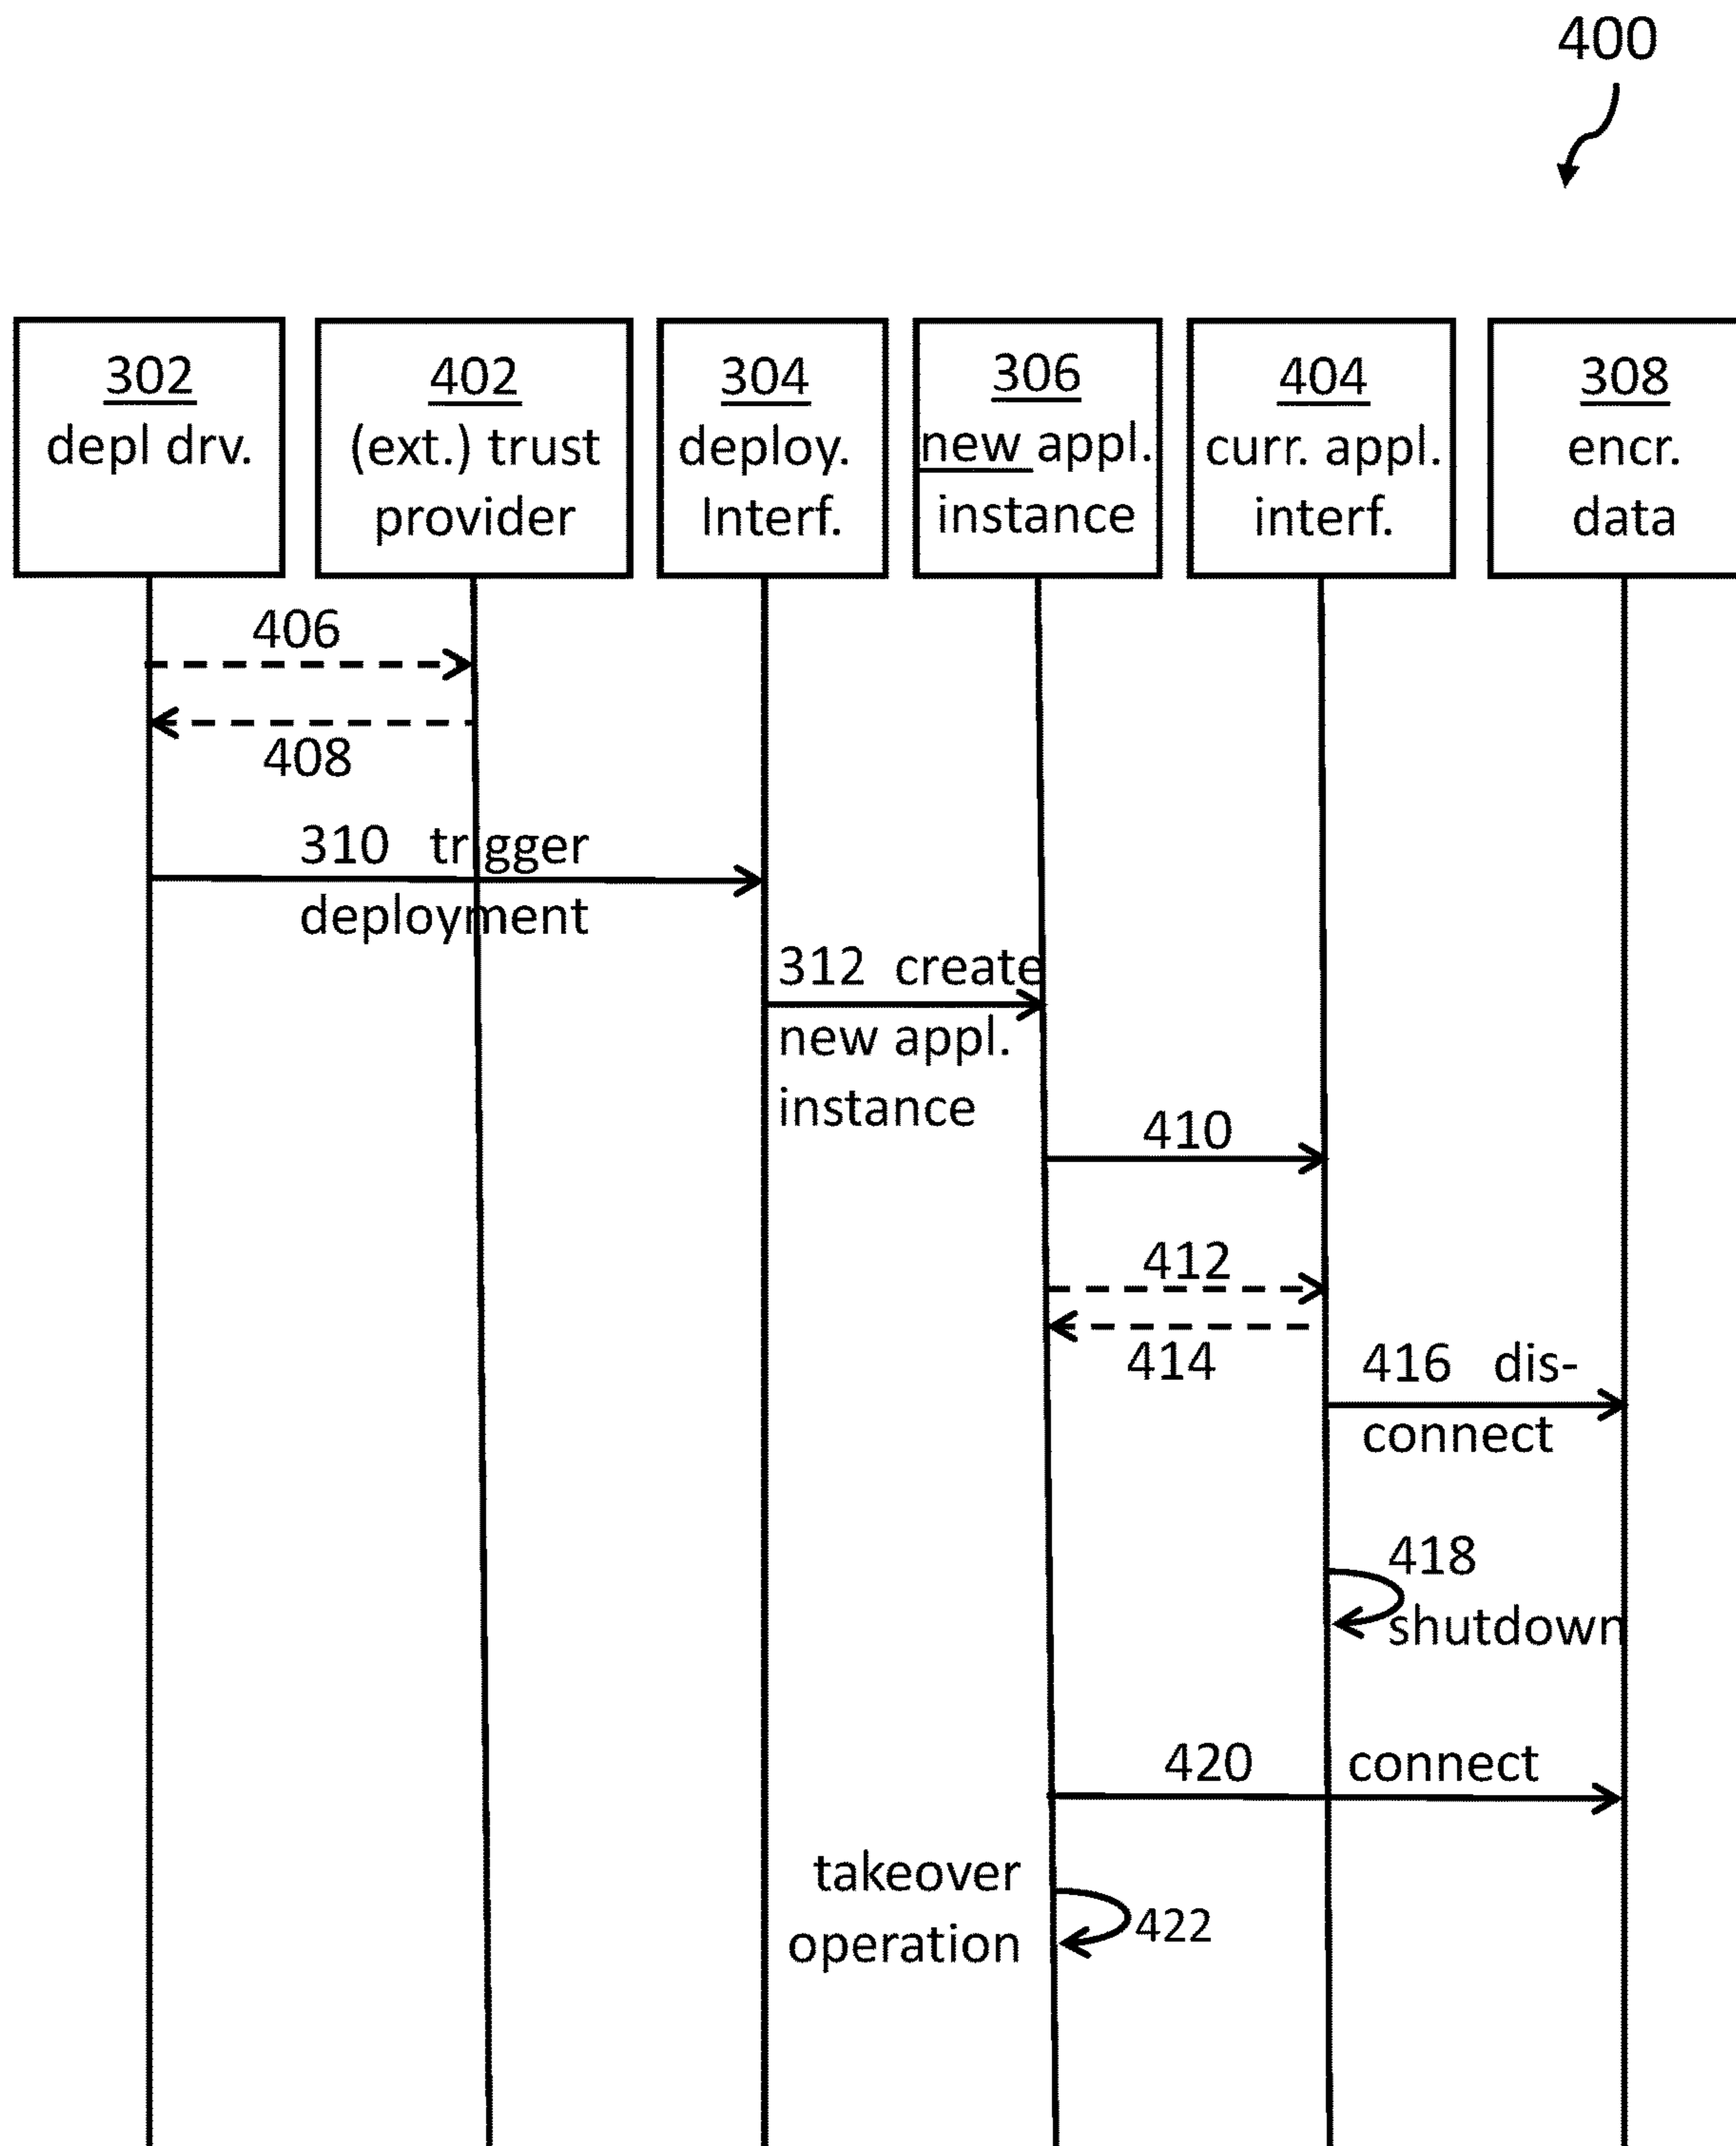 400
302
depl drv.
402
(ext.) trust
provider
304
deploy.
Interf.
306
new appl.
instance
404
curr. appl.
interf.
308
encr.
data
406
408
310 trigger
deployment
312 create
new appl.
instance
410
412
414
416 dis-
connect
418
shutdown
420 connect
takeover
operation
422